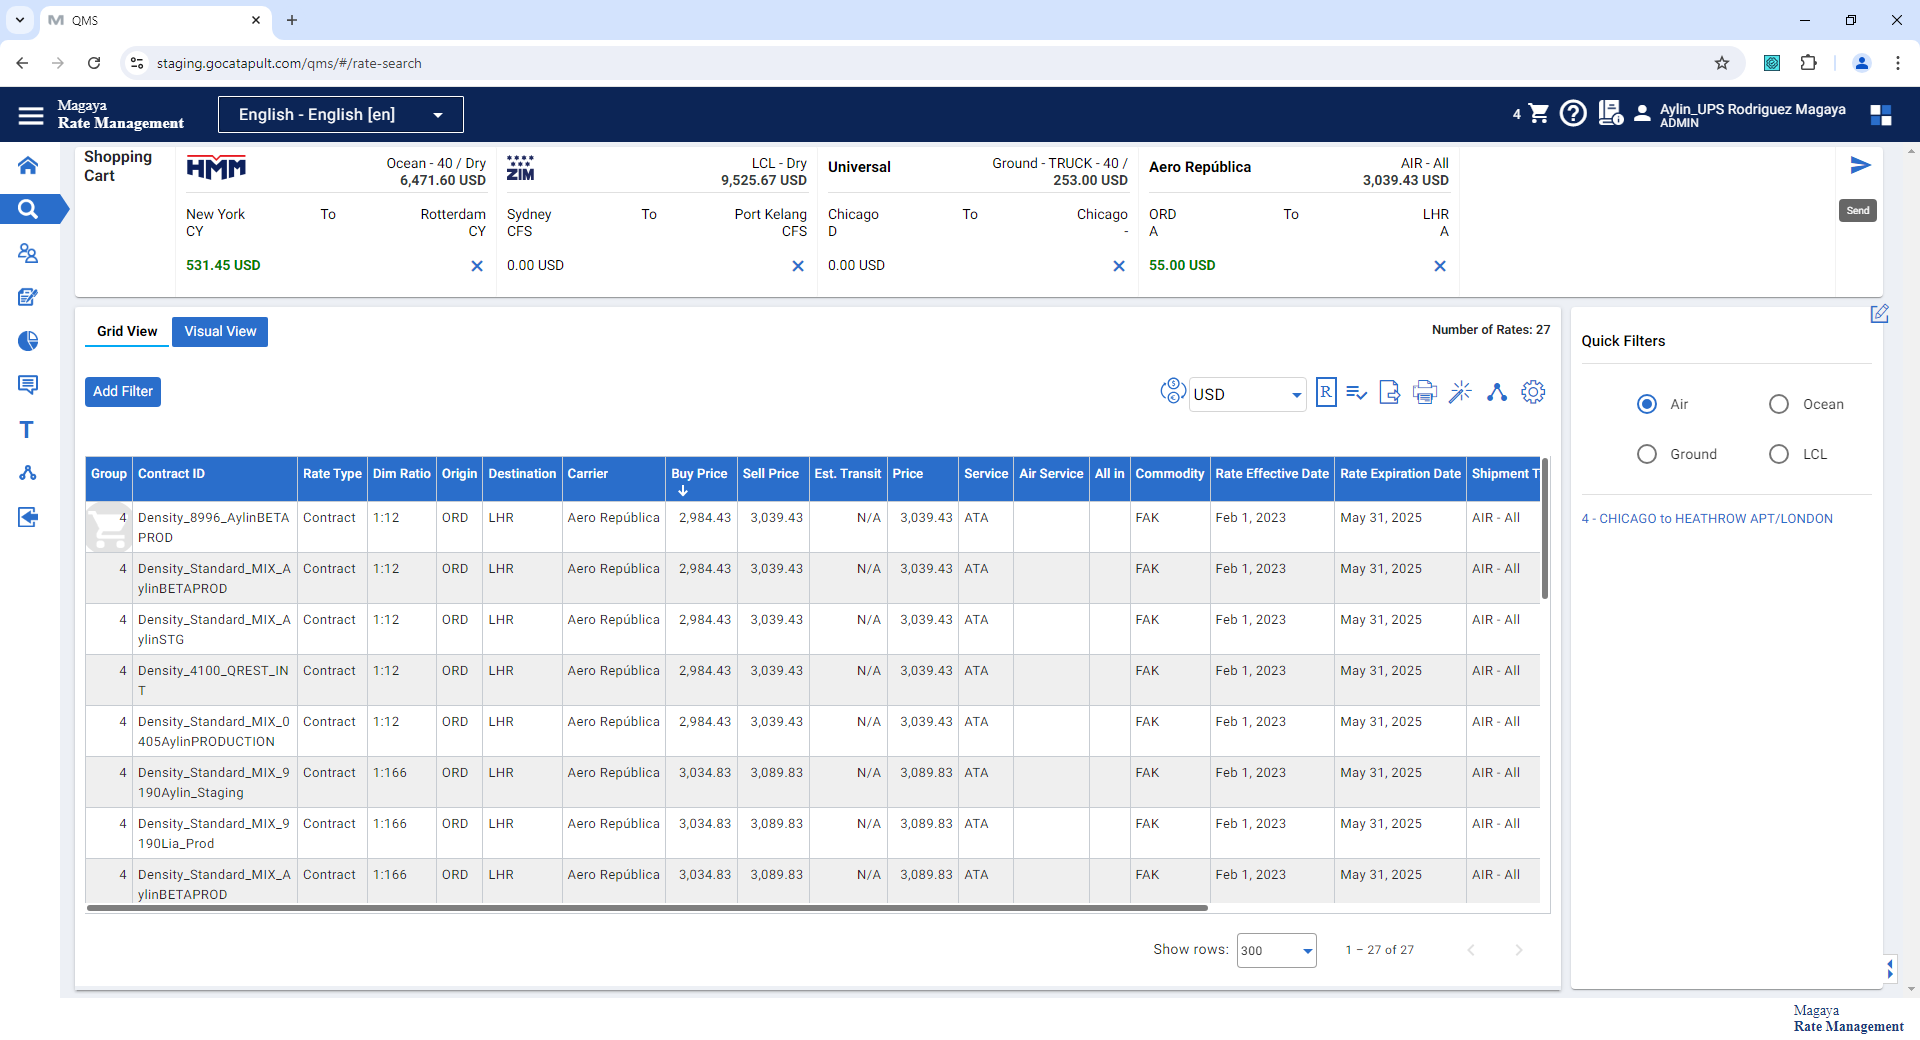 QMS
staging.gocatapult.com/qms/#/rate-search
Magaya
Rate Management
English - English [en]
4
Aylin_UPS Rodriguez Magaya
ADMIN
Shopping
Cart
HMM
Ocean - 40 / Dry
6,471.60 USD
New York To Rotterdam
CY CY
531.45 USD
ZIM
LCL - Dry
9,525.67 USD
Sydney To Port Kelang
CFS CFS
0.00 USD
Universal
Ground - TRUCK - 40 /
253.00 USD
Chicago To Chicago
D -
0.00 USD
Aero República
AIR - All
3,039.43 USD
ORD To LHR
A A
55.00 USD
Send
Grid View Visual View
Number of Rates: 27
Add Filter
USD
R
Group Contract ID Rate Type Dim Ratio Origin Destination Carrier Buy Price Sell Price Est. Transit Price Service Air Service All in Commodity Rate Effective Date Rate Expiration Date Shipment T
4 Density_8996_AylinBETA Contract 1:12 ORD LHR Aero República 2,984.43 3,039.43 N/A 3,039.43 ATA FAK Feb 1, 2023 May 31, 2025 AIR - All
PROD
4 Density_Standard_MIX_A Contract 1:12 ORD LHR Aero República 2,984.43 3,039.43 N/A 3,039.43 ATA FAK Feb 1, 2023 May 31, 2025 AIR - All
ylinBETAPROD
4 Density_Standard_MIX_A Contract 1:12 ORD LHR Aero República 2,984.43 3,039.43 N/A 3,039.43 ATA FAK Feb 1, 2023 May 31, 2025 AIR - All
ylinSTG
4 Density_4100_QREST_IN Contract 1:12 ORD LHR Aero República 2,984.43 3,039.43 N/A 3,039.43 ATA FAK Feb 1, 2023 May 31, 2025 AIR - All
T
4 Density_Standard_MIX_0 Contract 1:12 ORD LHR Aero República 2,984.43 3,039.43 N/A 3,039.43 ATA FAK Feb 1, 2023 May 31, 2025 AIR - All
405AylinPRODUCTION
4 Density_Standard_MIX_9 Contract 1:166 ORD LHR Aero República 3,034.83 3,089.83 N/A 3,089.83 ATA FAK Feb 1, 2023 May 31, 2025 AIR - All
190Aylin_Staging
4 Density_Standard_MIX_9 Contract 1:166 ORD LHR Aero República 3,034.83 3,089.83 N/A 3,089.83 ATA FAK Feb 1, 2023 May 31, 2025 AIR - All
190Lia_Prod
4 Density_Standard_MIX_A Contract 1:166 ORD LHR Aero República 3,034.83 3,089.83 N/A 3,089.83 ATA FAK Feb 1, 2023 May 31, 2025 AIR - All
ylinBETAPROD
Show rows: 300 1 – 27 of 27
Quick Filters
Air Ocean
Ground LCL
4 - CHICAGO to HEATHROW APT/LONDON
Magaya
Rate Management